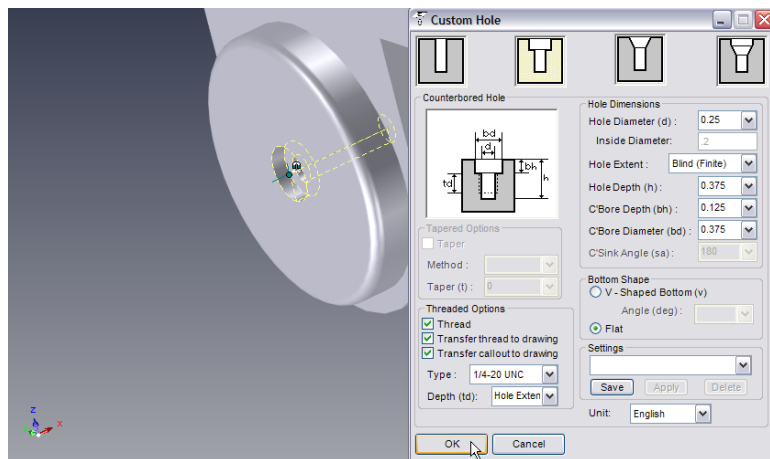 Custom Hole
Counterbored Hole
bd
d
bh
td
h
Tapered Options
Taper
Method :
Taper (t) : 0
Threaded Options
Thread
Transfer thread to drawing
Transfer callout to drawing
Type : 1/4-20 UNC
Depth (td): Hole Exten
Hole Dimensions
Hole Diameter (d) : 0.25
Inside Diameter: .2
Hole Extent : Blind (Finite)
Hole Depth (h) : 0.375
C'Bore Depth (bh) : 0.125
C'Bore Diameter (bd) : 0.375
C'Sink Angle (sa) : 180
Bottom Shape
V - Shaped Bottom (v)
Angle (deg) :
Flat
Settings
Save Apply Delete
Unit: English
OK Cancel
z
x